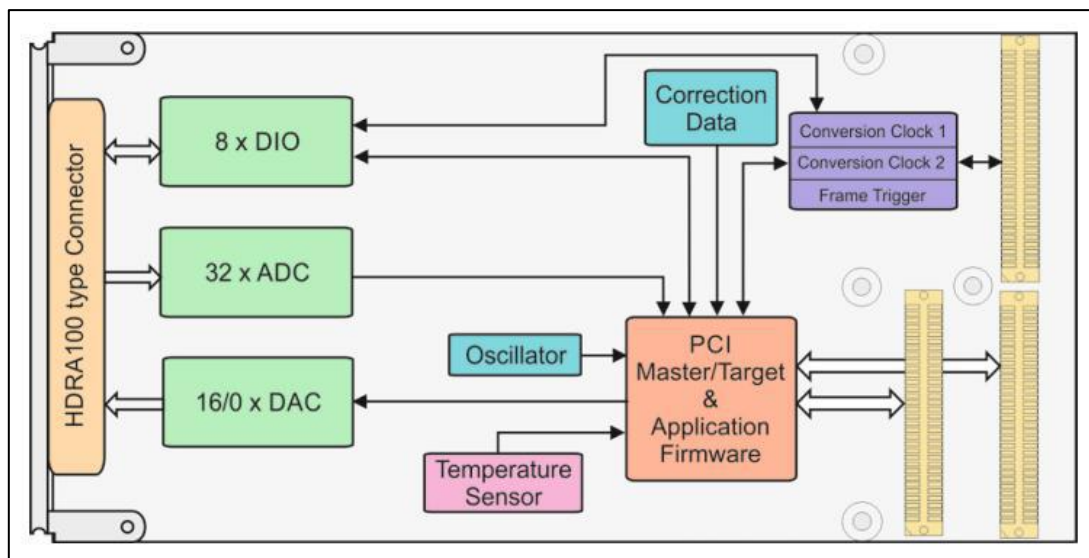 HDRA100 type Connector
8 x DIO
32 x ADC
16/0 x DAC
Correction
Data
Conversion Clock 1
Conversion Clock 2
Frame Trigger
Oscillator
Temperature
Sensor
PCI
Master/Target
&
Application
Firmware